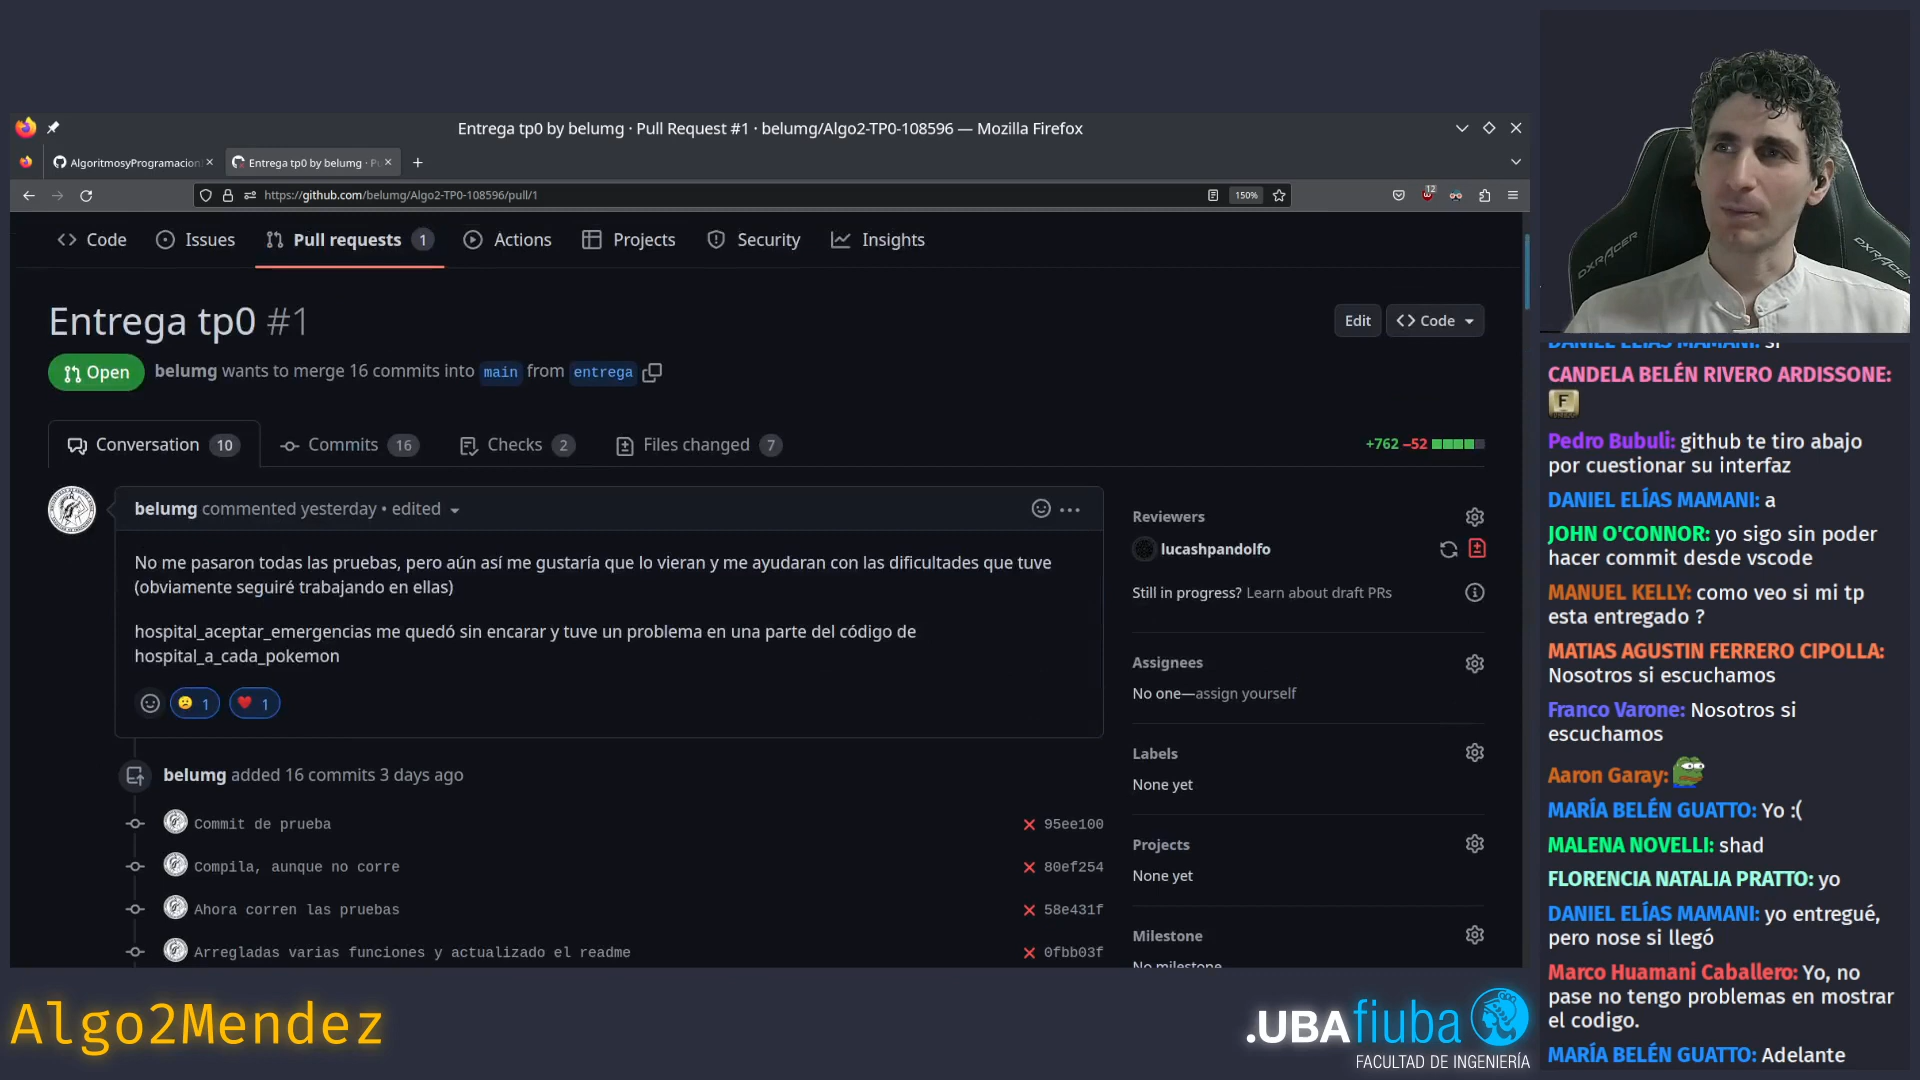 Entrega tp0 by belumg · Pull Request #1 · belumg/Algo2-TP0-108596 — Mozilla Firefox
AlgoritmosyProgramacion
Entrega tp0 by belumg · Pu
https://github.com/belumg/Algo2-TP0-108596/pull/1
150%
12
Code
Issues
Pull requests 1
Actions
Projects
Security
Insights
Entrega tp0 #1
Edit
Code
Open
belumg wants to merge 16 commits into main from entrega
Conversation 10
Commits 16
Checks 2
Files changed 7
+762 −52
belumg commented yesterday • edited
No me pasaron todas las pruebas, pero aún así me gustaría que lo vieran y me ayudaran con las dificultades que tuve
(obviamente seguiré trabajando en ellas)
hospital_aceptar_emergencias me quedó sin encarar y tuve un problema en una parte del código de
hospital_a_cada_pokemon
1
1
belumg added 16 commits 3 days ago
Commit de prueba 95ee100
Compila, aunque no corre 80ef254
Ahora corren las pruebas 58e431f
Arregladas varias funciones y actualizado el readme 0fbb03f
Reviewers
lucashpandolfo
Still in progress? Learn about draft PRs
Assignees
No one—assign yourself
Labels
None yet
Projects
None yet
Milestone
No milestone
DXRACER
DXRACER
DANIEL ELÍAS MAMANI: si
CANDELA BELÉN RIVERO ARDISSONE:
F
Pedro Bubuli: github te tiro abajo
por cuestionar su interfaz
DANIEL ELÍAS MAMANI: a
JOHN O'CONNOR: yo sigo sin poder
hacer commit desde vscode
MANUEL KELLY: como veo si mi tp
esta entregado ?
MATIAS AGUSTIN FERRERO CIPOLLA:
Nosotros si escuchamos
Franco Varone: Nosotros si
escuchamos
Aaron Garay:
MARÍA BELÉN GUATTO: Yo :(
MALENA NOVELLI: shad
FLORENCIA NATALIA PRATTO: yo
DANIEL ELÍAS MAMANI: yo entregué,
pero nose si llegó
Marco Huamani Caballero: Yo, no
pase no tengo problemas en mostrar
el codigo.
MARÍA BELÉN GUATTO: Adelante
Algo2Mendez
.UBAfiuba
FACULTAD DE INGENIERÍA